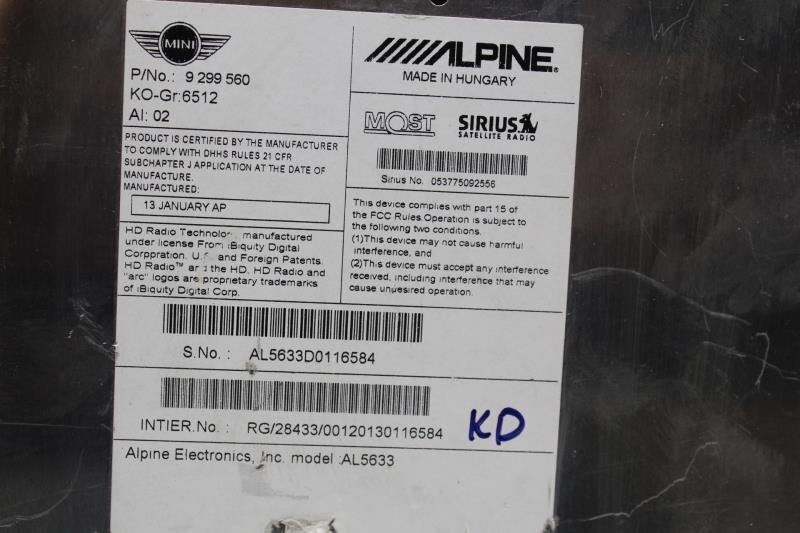 MINI
P/No.: 9 299 560
KO-Gr:6512
AI: 02
PRODUCT IS CERTIFIED BY THE MANUFACTURER
TO COMPLY WITH DHHS RULES 21 CFR
SUBCHAPTER J APPLICATION AT THE DATE OF
MANUFACTURE.
MANUFACTURED:
13 JANUARY AP
HD Radio manufactured
under license From iBiquity Digital
Corppration. and Foreign Patents.
HD Radio™ and the HD, HD Radio and
"arc" logos are proprietary trademarks
of iBiquity Digital Corp.
ALPINE®
MADE IN HUNGARY
MOST
SIRIUS
SATELLITE RADIO
Sirius No. 053775092556
This device complies with part 15 of
the FCC Rules.Operation is subject to
the following two conditions.
(1)This device may not cause harmful
interference, and
(2)This device must accept any interference
received, including interference that may
cause unpesired operation.
S.No. : AL5633D0116584
INTIER.No. : RG/28433/00120130116584
KD
Alpine Electronics, Inc. model :AL5633